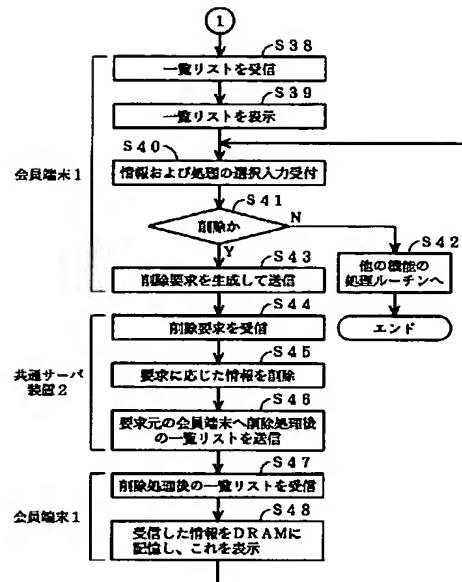 1
S38
一覧リストを受信
S39
一覧リストを表示
S40
情報および処理の選択入力受付
会員端末1
S41
削除か
N
Y
S42
他の機能の
処理ルーチンへ
エンド
S43
削除要求を生成して送信
S44
削除要求を受信
S45
要求に応じた情報を削除
共通サーバ
装置2
S46
要求元の会員端末へ削除処理後
の一覧リストを送信
S47
削除処理後の一覧リストを受信
会員端末1
S48
受信した情報をDRAMに
記憶し、これを表示